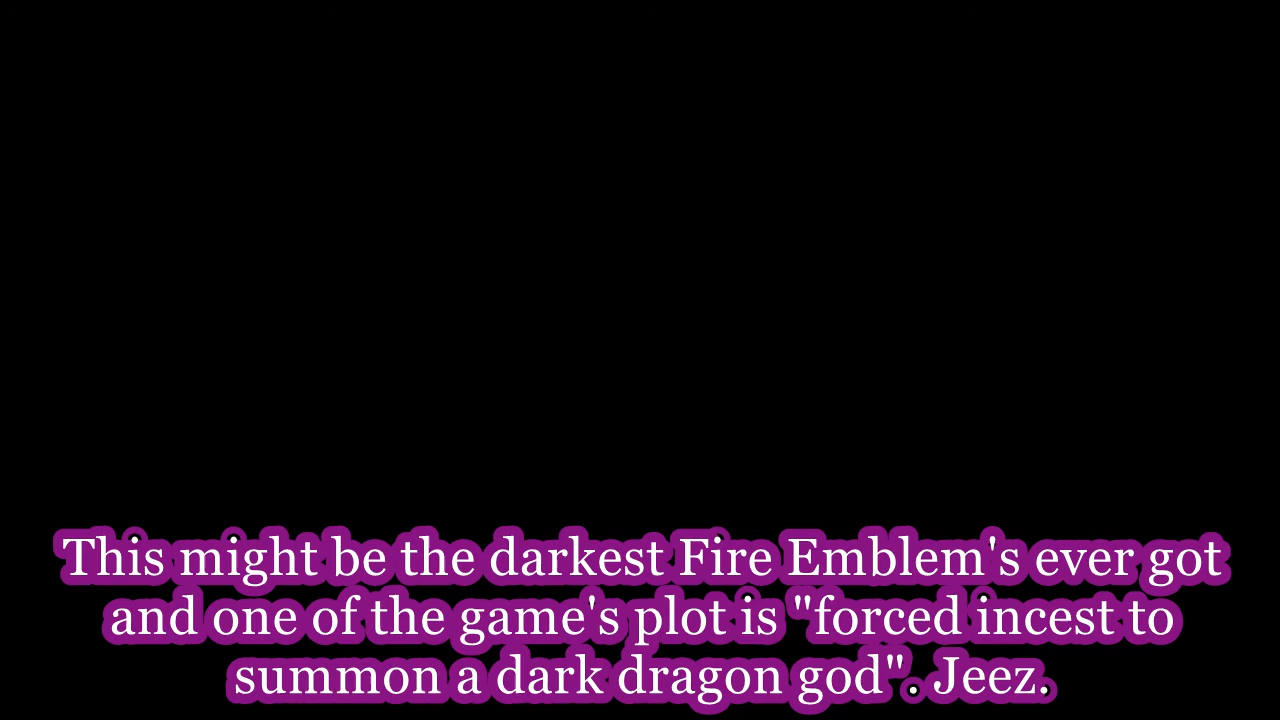 This might be the darkest Fire Emblem's ever got
and one of the game's plot is "forced incest to
summon a dark dragon god". Jeez.